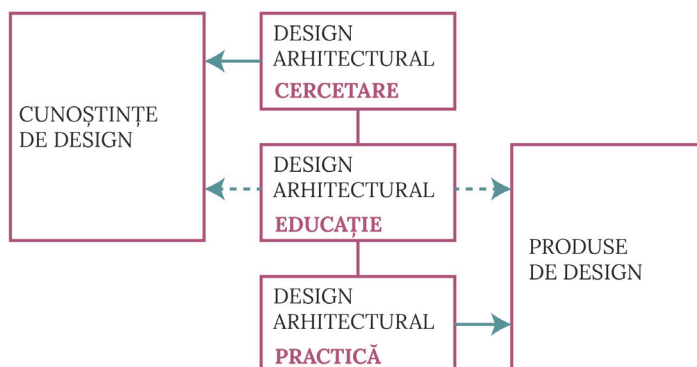 CUNOȘTINȚE
DE DESIGN
DESIGN
ARHITECTURAL
CERCETARE
DESIGN
ARHITECTURAL
EDUCAȚIE
DESIGN
ARHITECTURAL
PRACTICĂ
PRODUSE
DE DESIGN